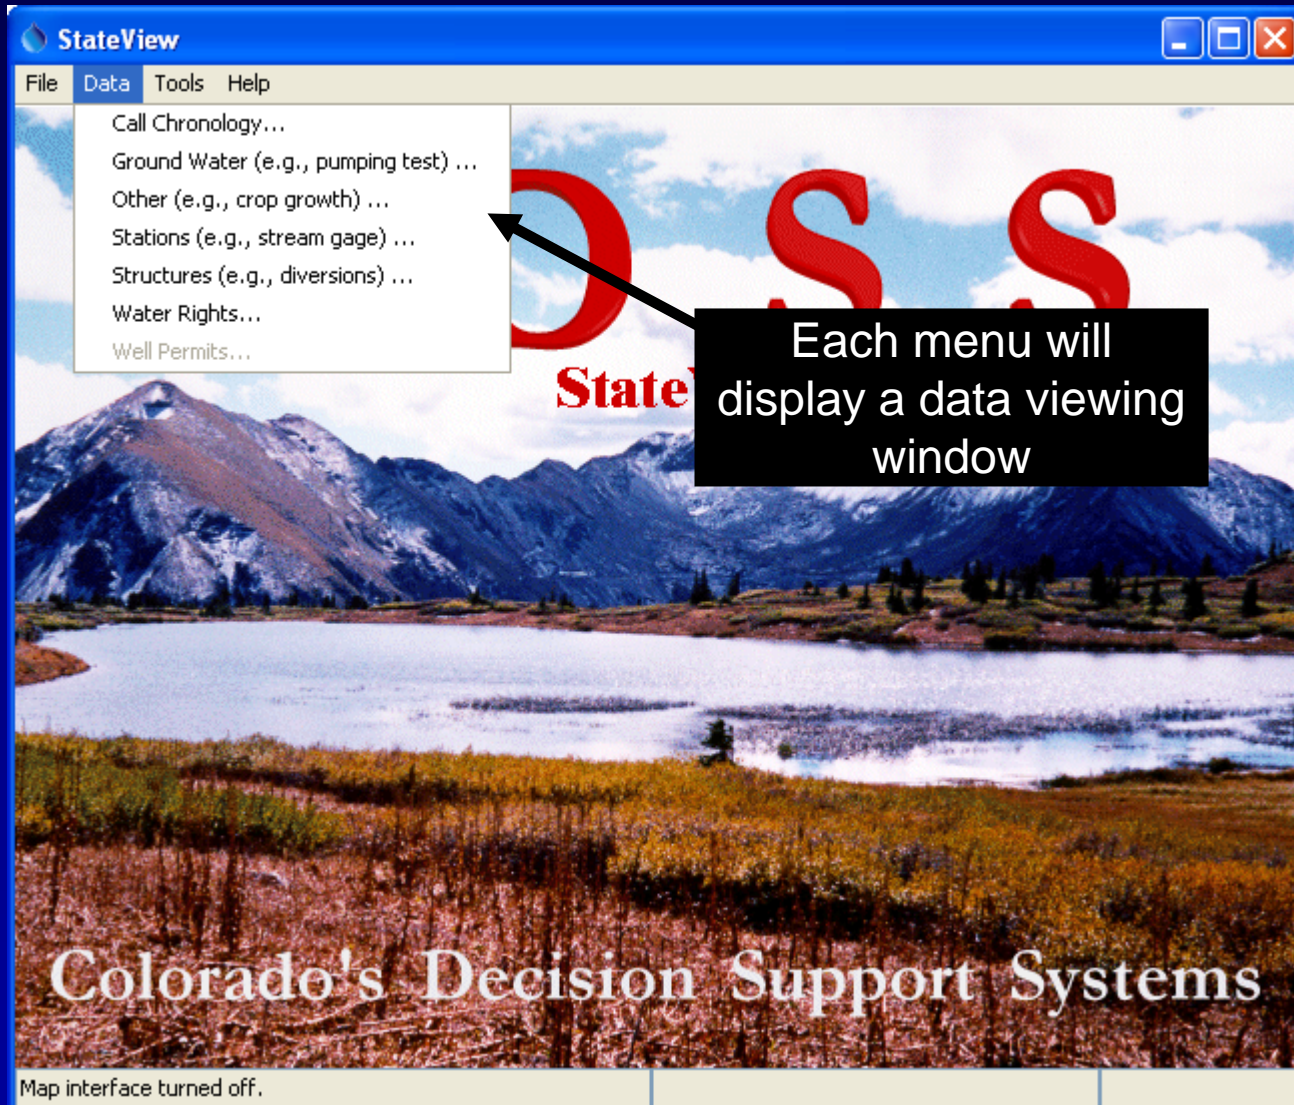 StateView
File Data Tools Help
Call Chronology...
Ground Water (e.g., pumping test) ...
Other (e.g., crop growth) ...
Stations (e.g., stream gage) ...
Structures (e.g., diversions) ...
Water Rights...
Well Permits...
D S S
State
Each menu will
display a data viewing
window
Colorado's Decision Support Systems
Map interface turned off.